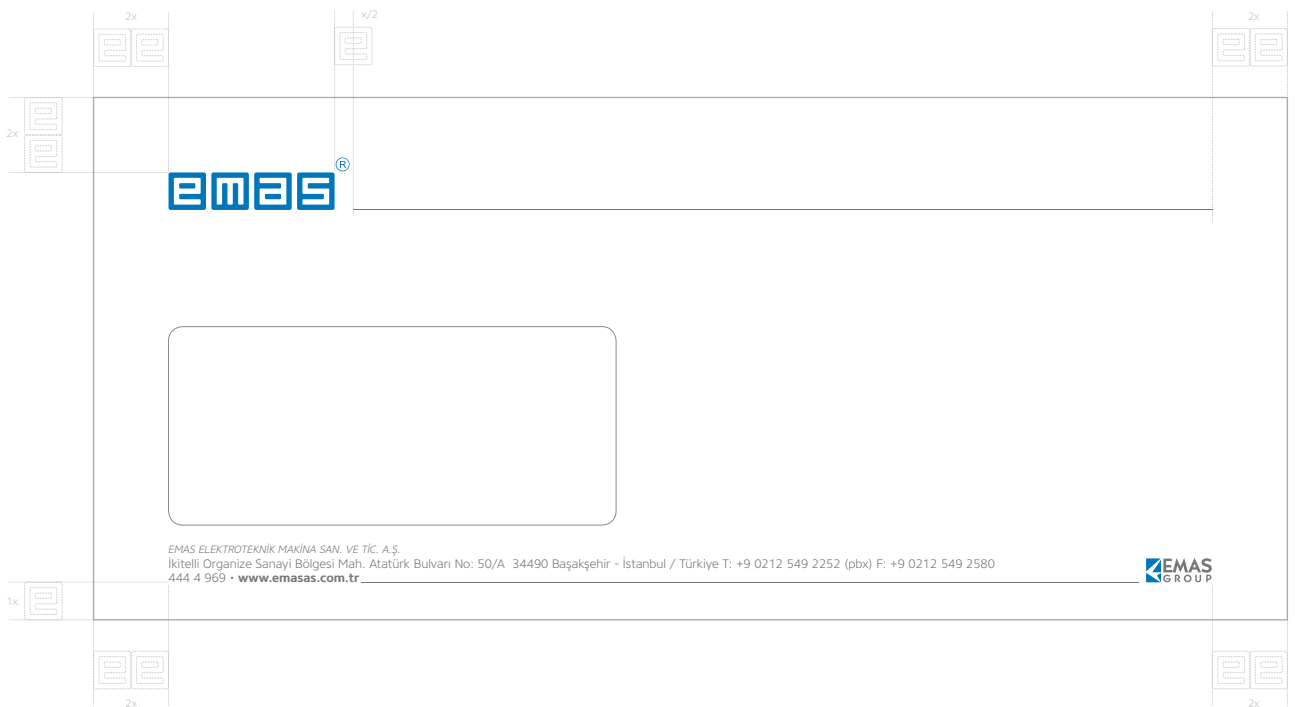 2x
x/2
2x
2x
emas®
EMAS ELEKTROTEKNİK MAKİNA SAN. VE TİC. A.Ş.
İkitelli Organize Sanayi Bölgesi Mah. Atatürk Bulvarı No: 50/A  34490 Başakşehir - İstanbul / Türkiye T: +9 0212 549 2252 (pbx) F: +9 0212 549 2580
444 4 969 • www.emasas.com.tr
EMAS
GROUP
1x
2x
2x